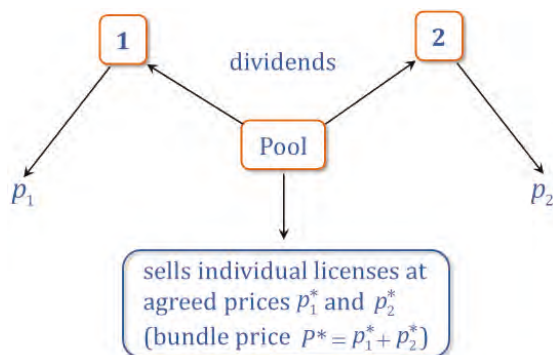 1
2
dividends
Pool
p₁
p₂
sells individual licenses at
agreed prices p₁* and p₂*
(bundle price P* = p₁* + p₂*)